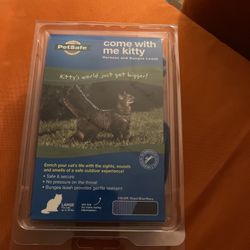 PetSafe
come with
me kitty
Harness and Bungee Leash
Kitty's world just got bigger!
Enrich your cat's life with the sights, sounds
and smells of a safe outdoor experience!
• Safe & secure
• No pressure on the throat
• Bungee leash provides gentle restraint
LARGE